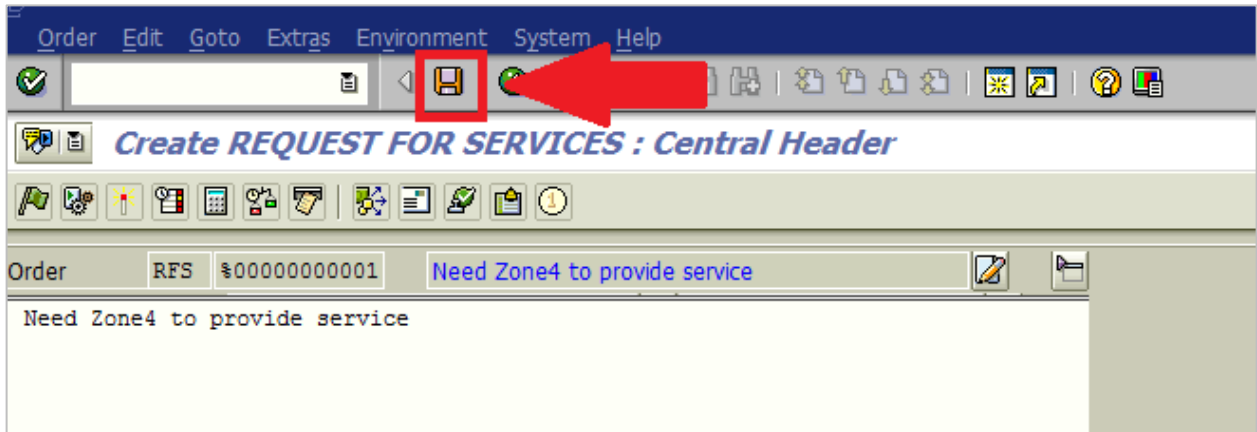 Order Edit Goto Extras Environment System Help
Create REQUEST FOR SERVICES : Central Header
Order RFS %00000000001 Need Zone4 to provide service
Need Zone4 to provide service